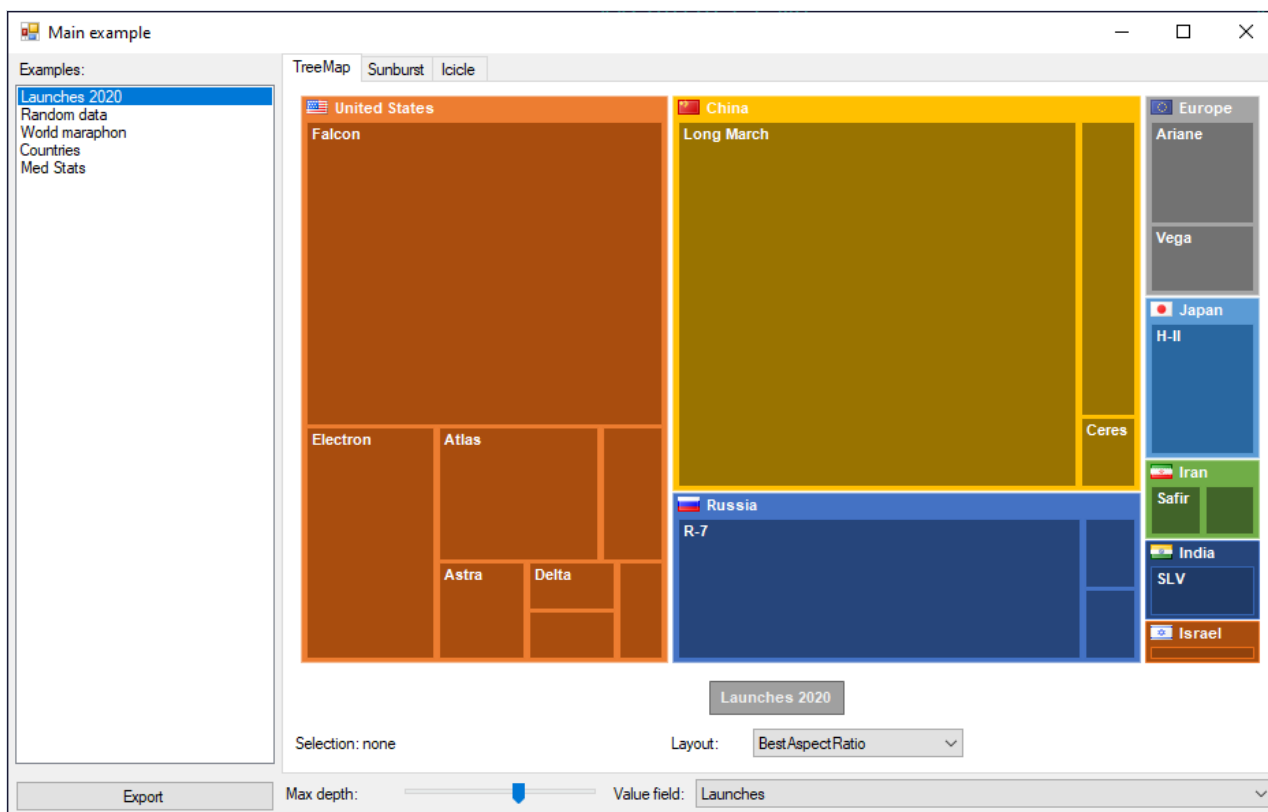 Main example
Examples:
Launches 2020
Random data
World maraphon
Countries
Med Stats
Export
TreeMap Sunburst Icicle
United States
Falcon
Electron
Atlas
Astra
Delta
China
Long March
Ceres
Russia
R-7
Europe
Ariane
Vega
Japan
H-II
Iran
Safir
India
SLV
Israel
Launches 2020
Selection: none
Layout: BestAspectRatio
Max depth:
Value field: Launches